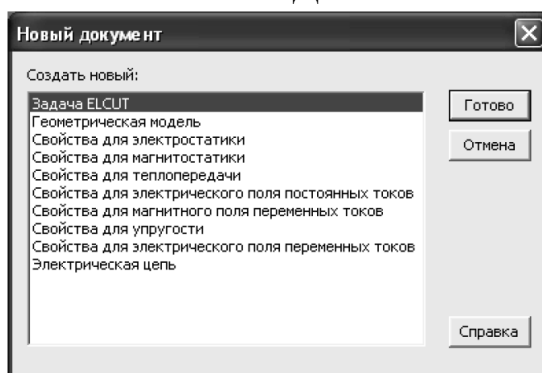 Новый документ
Создать новый:
Задача ELCUT
Геометрическая модель
Свойства для электростатики
Свойства для магнитостатики
Свойства для теплопередачи
Свойства для электрического поля постоянных токов
Свойства для магнитного поля переменных токов
Свойства для упругости
Свойства для электрического поля переменных токов
Электрическая цепь
Готово
Отмена
Справка